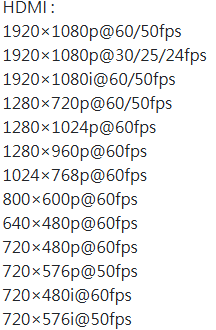 HDMI :
1920×1080p@60/50fps
1920×1080p@30/25/24fps
1920×1080i@60/50fps
1280×720p@60/50fps
1280×1024p@60fps
1280×960p@60fps
1024×768p@60fps
800×600p@60fps
640×480p@60fps
720×480p@60fps
720×576p@50fps
720×480i@60fps
720×576i@50fps